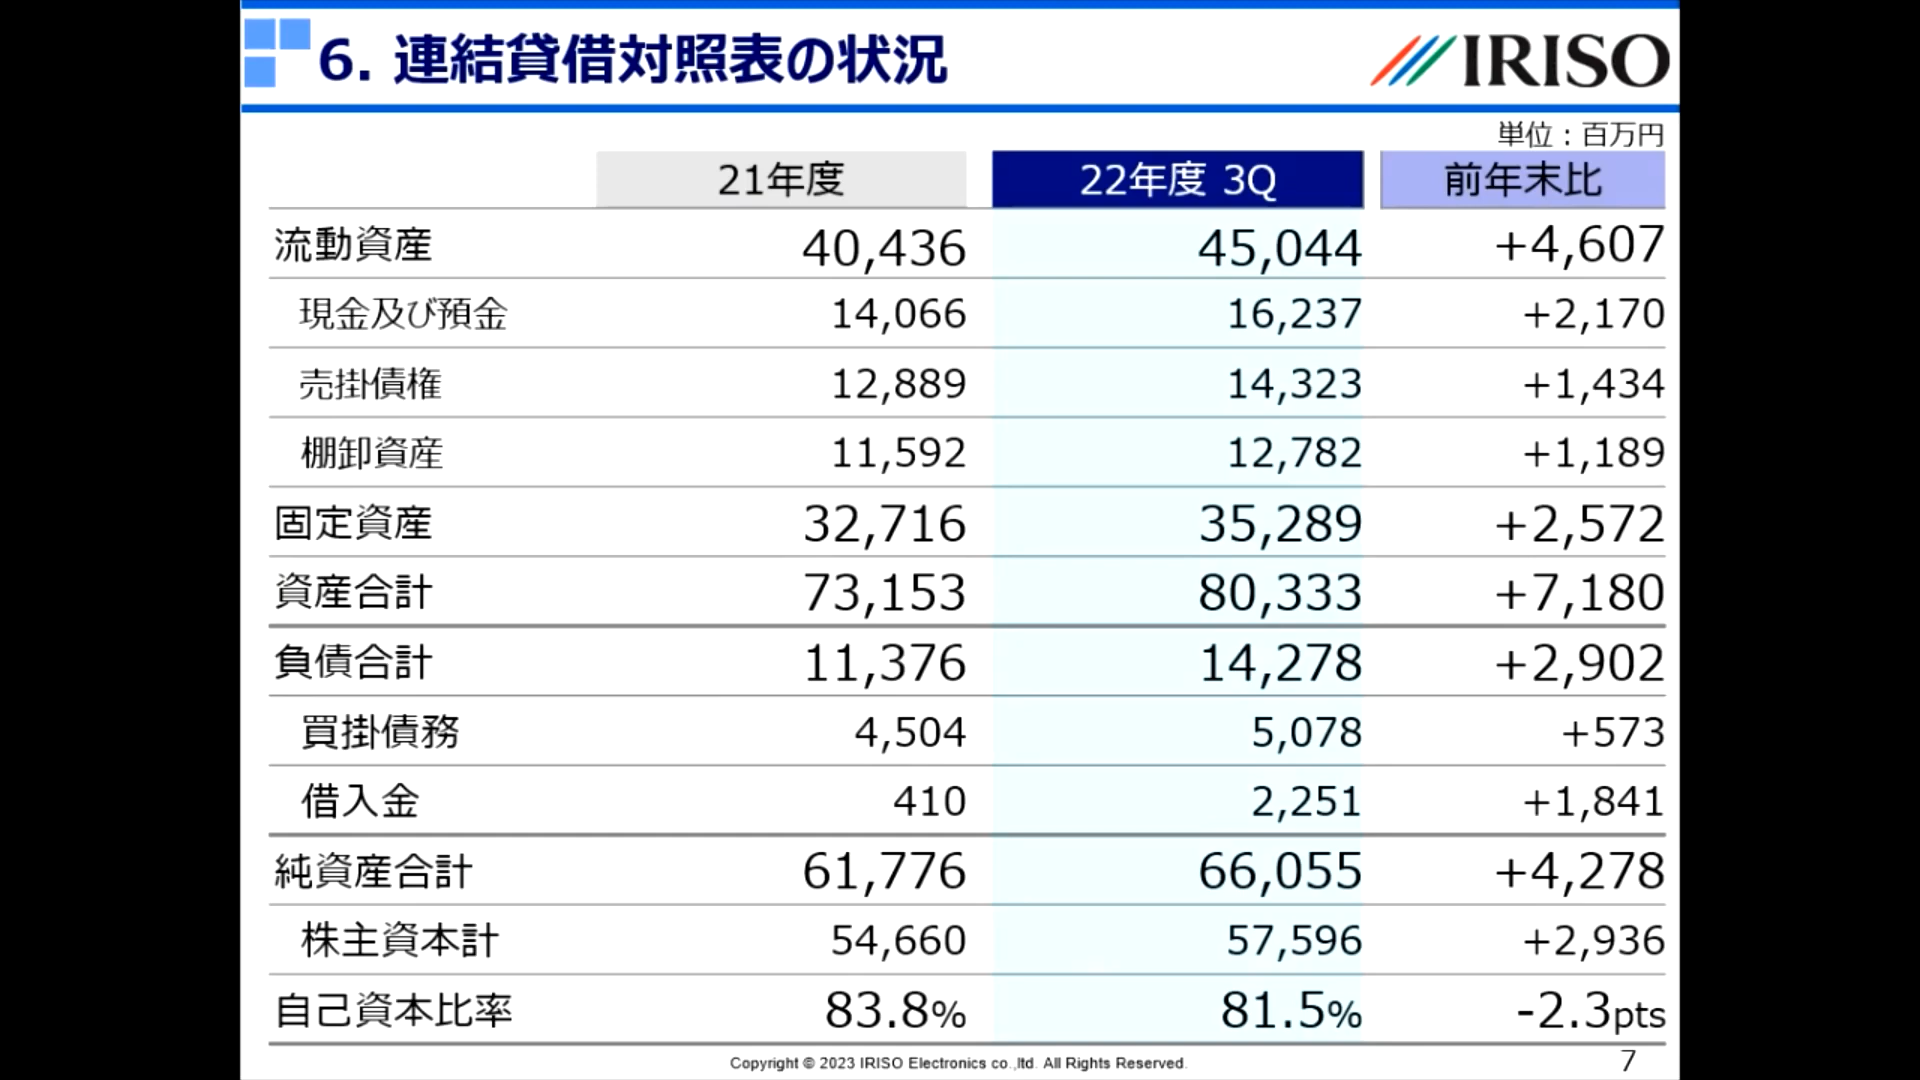 6. 連結貸借対照表の状況
IRISO
単位：百万円
21年度 22年度 3Q 前年末比
流動資産 40,436 45,044 +4,607
現金及び預金 14,066 16,237 +2,170
売掛債権 12,889 14,323 +1,434
棚卸資産 11,592 12,782 +1,189
固定資産 32,716 35,289 +2,572
資産合計 73,153 80,333 +7,180
負債合計 11,376 14,278 +2,902
買掛債務 4,504 5,078 +573
借入金 410 2,251 +1,841
純資産合計 61,776 66,055 +4,278
株主資本計 54,660 57,596 +2,936
自己資本比率 83.8% 81.5% -2.3pts
Copyright © 2023 IRISO Electronics co.,ltd. All Rights Reserved.
7